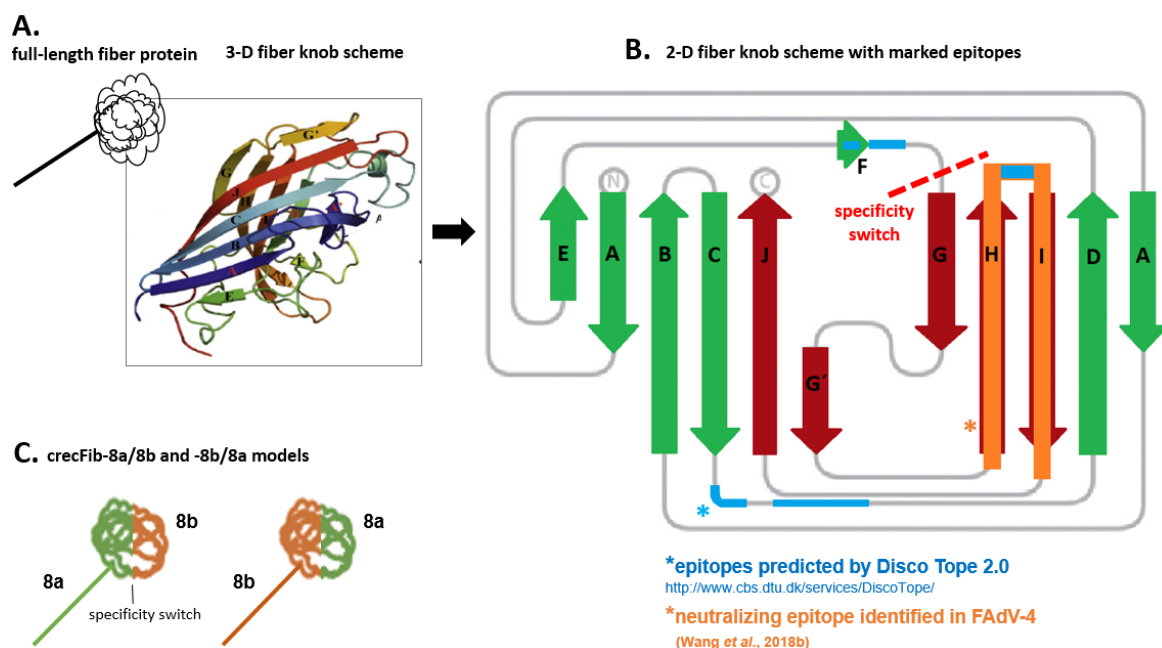 A.
full-length fiber protein
3-D fiber knob scheme
G'
G
J
H
C
B
A
F
E
B. 2-D fiber knob scheme with marked epitopes
F
N
C
specificity
switch
E
A
B
C
J
G
H
I
D
A
G´
*
*
C. crecFib-8a/8b and -8b/8a models
8b
8a
8a
8b
specificity switch
*epitopes predicted by Disco Tope 2.0
http://www.cbs.dtu.dk/services/DiscoTope/
*neutralizing epitope identified in FAdV-4
(Wang et al., 2018b)